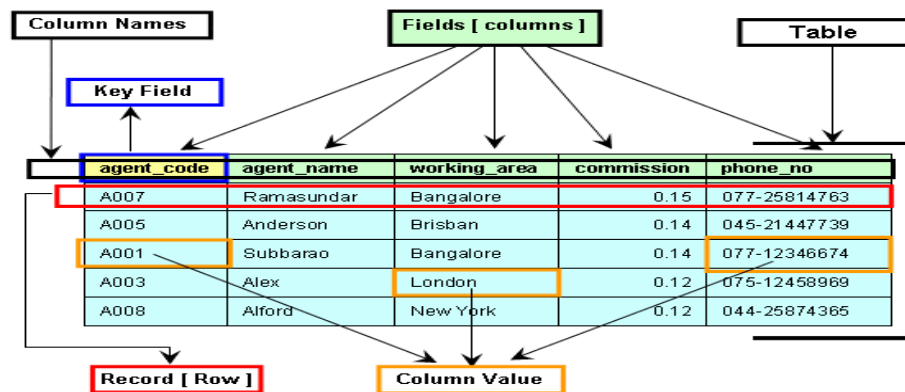 Column Names
Fields [ columns ]
Table
Key Field
agent_code agent_name working_area commission phone_no
A007 Ramasundar Bangalore 0.15 077-25814763
A005 Anderson Brisban 0.14 045-21447739
A001 Subbarao Bangalore 0.14 077-12346674
A003 Alex London 0.12 075-12458969
A008 Alford New York 0.12 044-25874365
Record [ Row ]
Column Value